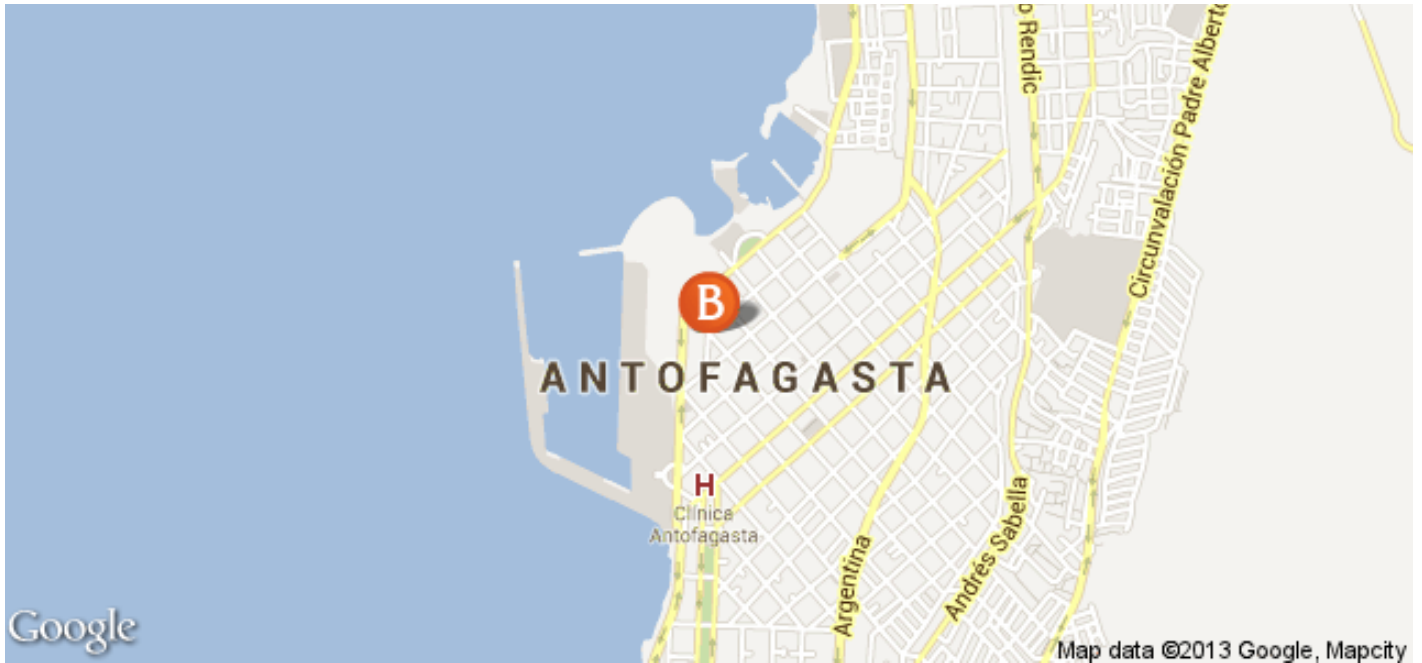 o Rendic
Circunvalación Padre Alberto
B
ANTOFAGASTA
H
Clínica
Antofagasta
Argentina
Andrés Sabella
Google
Map data ©2013 Google, Mapcity